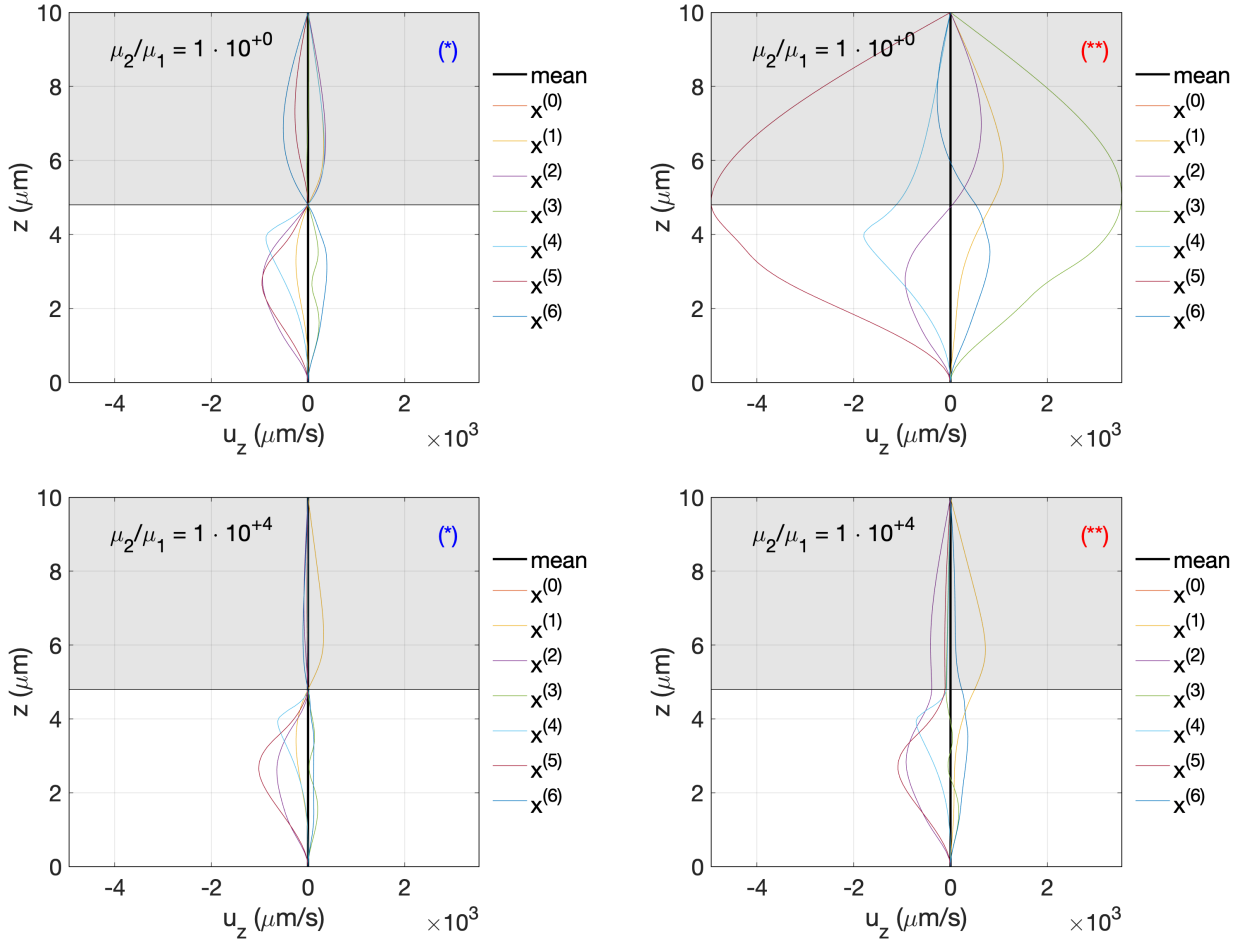 10
8
6
4
2
0
z (μm)
μ₂/μ₁ = 1 · 10⁺⁰
(*)
-4 -2 0 2
u_z (μm/s)
×10³
mean
x⁽⁰⁾
x⁽¹⁾
x⁽²⁾
x⁽³⁾
x⁽⁴⁾
x⁽⁵⁾
x⁽⁶⁾
10
8
6
4
2
0
z (μm)
μ₂/μ₁ = 1 · 10⁺⁰
(**)
-4 -2 0 2
u_z (μm/s)
×10³
mean
x⁽⁰⁾
x⁽¹⁾
x⁽²⁾
x⁽³⁾
x⁽⁴⁾
x⁽⁵⁾
x⁽⁶⁾
10
8
6
4
2
0
z (μm)
μ₂/μ₁ = 1 · 10⁺⁴
(*)
-4 -2 0 2
u_z (μm/s)
×10³
mean
x⁽⁰⁾
x⁽¹⁾
x⁽²⁾
x⁽³⁾
x⁽⁴⁾
x⁽⁵⁾
x⁽⁶⁾
10
8
6
4
2
0
z (μm)
μ₂/μ₁ = 1 · 10⁺⁴
(**)
-4 -2 0 2
u_z (μm/s)
×10³
mean
x⁽⁰⁾
x⁽¹⁾
x⁽²⁾
x⁽³⁾
x⁽⁴⁾
x⁽⁵⁾
x⁽⁶⁾